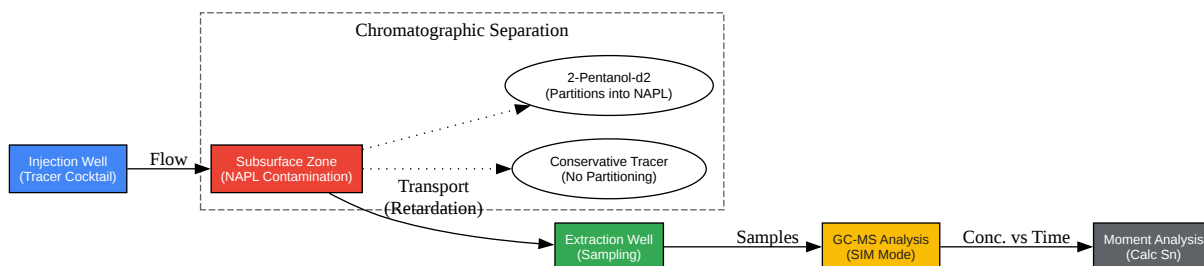 Chromatographic Separation
2-Pentanol-d2
(Partitions into NAPL)
Injection Well
(Tracer Cocktail)
Flow
Subsurface Zone
(NAPL Contamination)
Conservative Tracer
(No Partitioning)
Transport
(Retardation)
Extraction Well
(Sampling)
Samples
GC-MS Analysis
(SIM Mode)
Conc. vs Time
Moment Analysis
(Calc Sn)